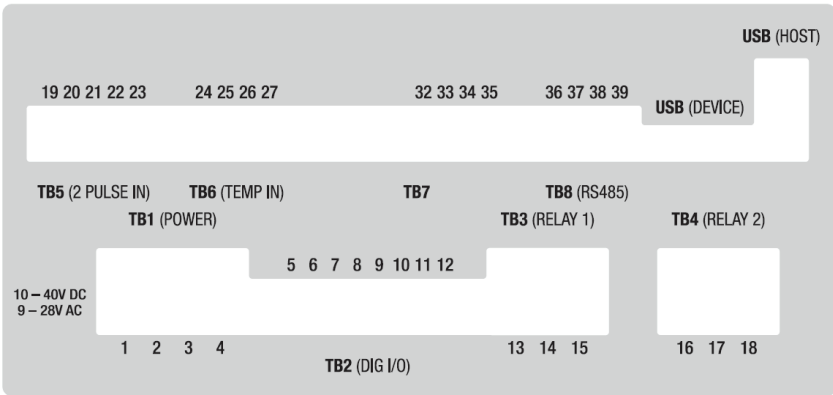 USB (HOST)
19 20 21 22 23 24 25 26 27 32 33 34 35 36 37 38 39
USB (DEVICE)
TB5 (2 PULSE IN) TB6 (TEMP IN) TB7 TB8 (RS485)
TB1 (POWER) TB3 (RELAY 1) TB4 (RELAY 2)
5 6 7 8 9 10 11 12
10 – 40V DC
9 – 28V AC
1 2 3 4 13 14 15 16 17 18
TB2 (DIG I/O)